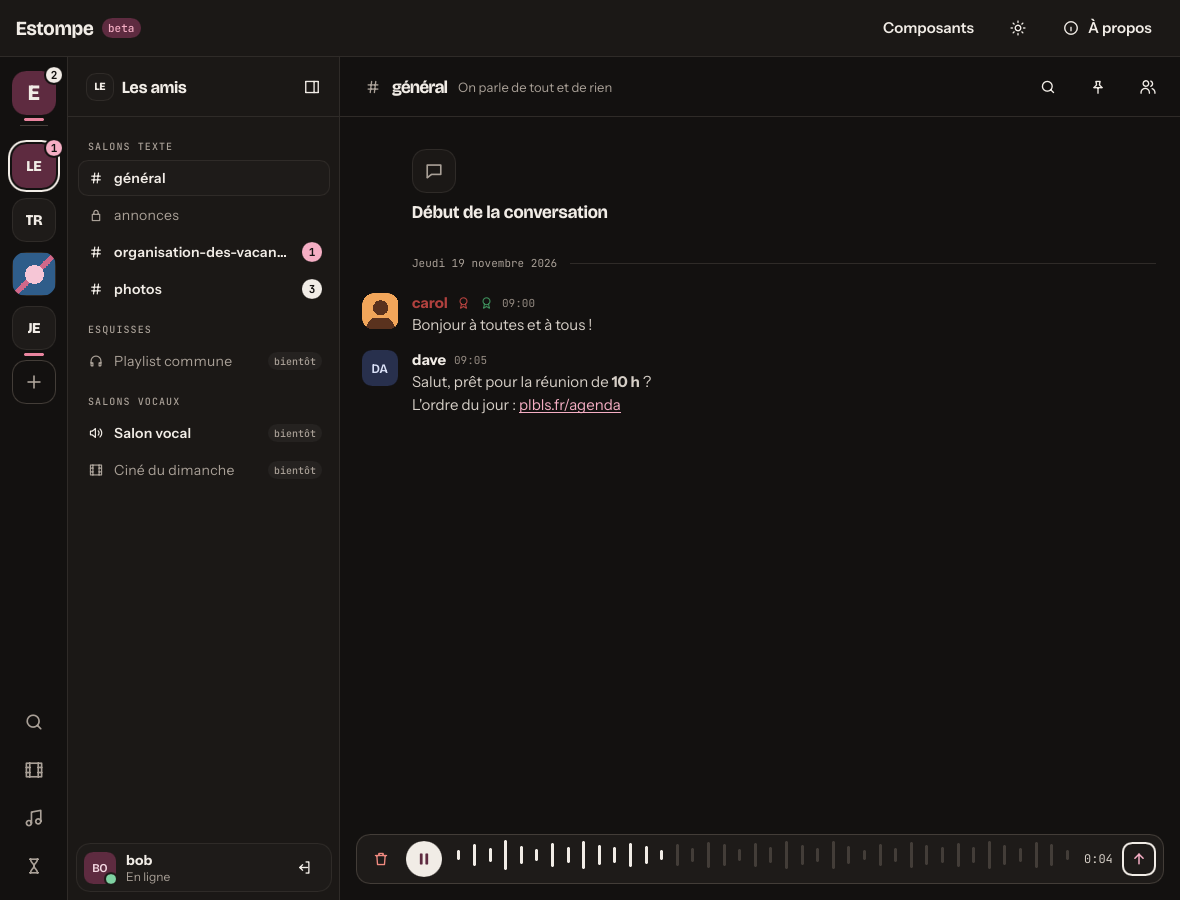 Estompe beta
Composants
À propos
E 2
LE 1
TR
JE
LE Les amis
SALONS TEXTE
# général
annonces
# organisation-des-vacan… 1
# photos 3
ESQUISSES
Playlist commune bientôt
SALONS VOCAUX
Salon vocal bientôt
Ciné du dimanche bientôt
BO bob
En ligne
# général On parle de tout et de rien
Début de la conversation
Jeudi 19 novembre 2026
carol 09:00
Bonjour à toutes et à tous !
DA dave 09:05
Salut, prêt pour la réunion de 10 h ?
L'ordre du jour : plbls.fr/agenda
0:04